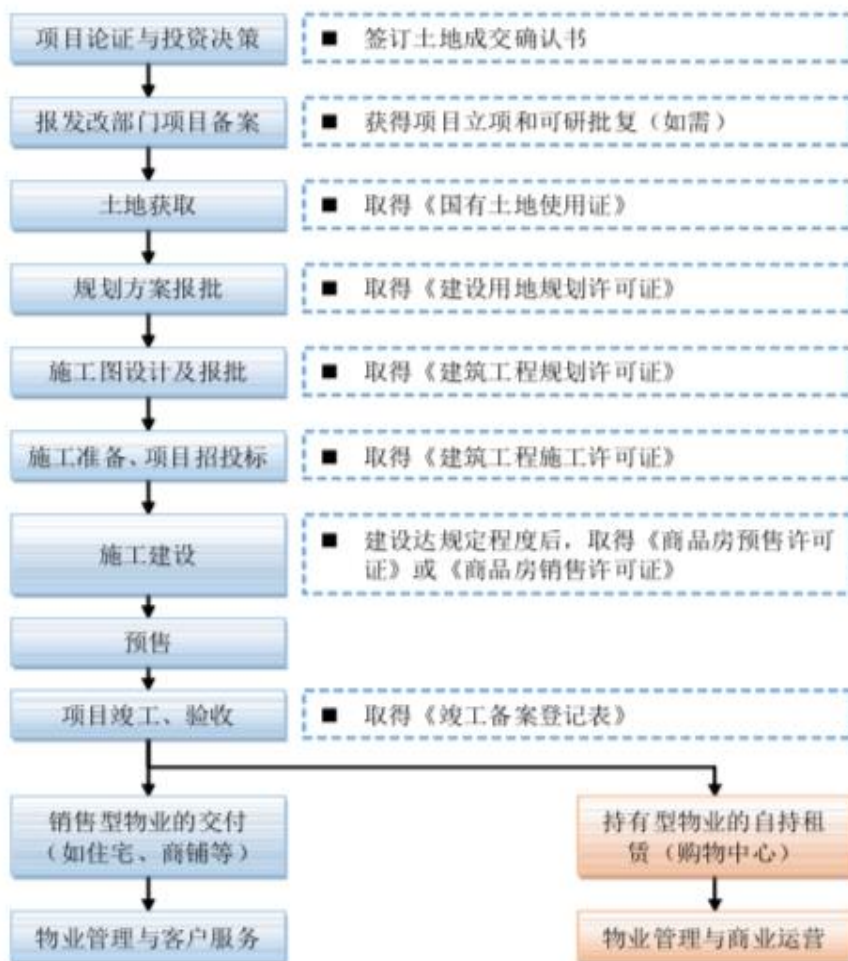 项目论证与投资决策
■ 签订土地成交确认书
报发改部门项目备案
■ 获得项目立项和可研批复（如需）
土地获取
■ 取得《国有土地使用证》
规划方案报批
■ 取得《建设用地规划许可证》
施工图设计及报批
■ 取得《建筑工程规划许可证》
施工准备、项目招投标
■ 取得《建筑工程施工许可证》
施工建设
■ 建设达规定程度后，取得《商品房预售许可
证》或《商品房销售许可证》
预售
项目竣工、验收
■ 取得《竣工备案登记表》
销售型物业的交付
（如住宅、商铺等）
持有型物业的自持租
赁（购物中心）
物业管理与客户服务
物业管理与商业运营